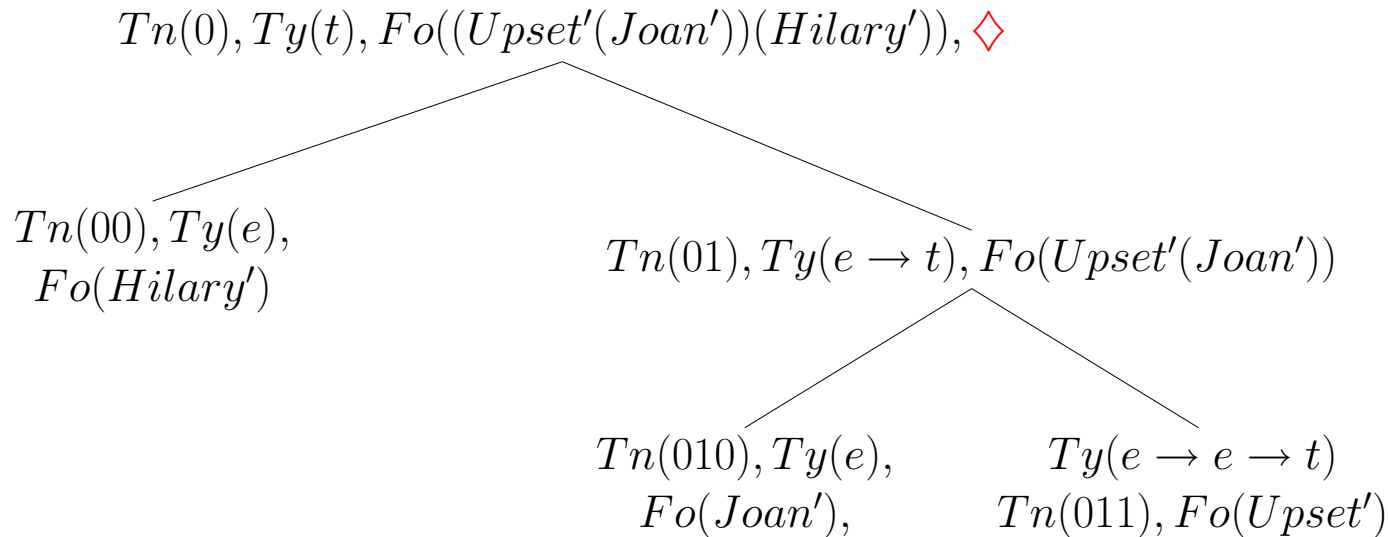 Tn(0), Ty(t), Fo((Upset′(Joan′))(Hilary′)), ♢
Tn(00), Ty(e),
Fo(Hilary′)
Tn(01), Ty(e → t), Fo(Upset′(Joan′))
Tn(010), Ty(e),
Fo(Joan′),
Ty(e → e → t)
Tn(011), Fo(Upset′)